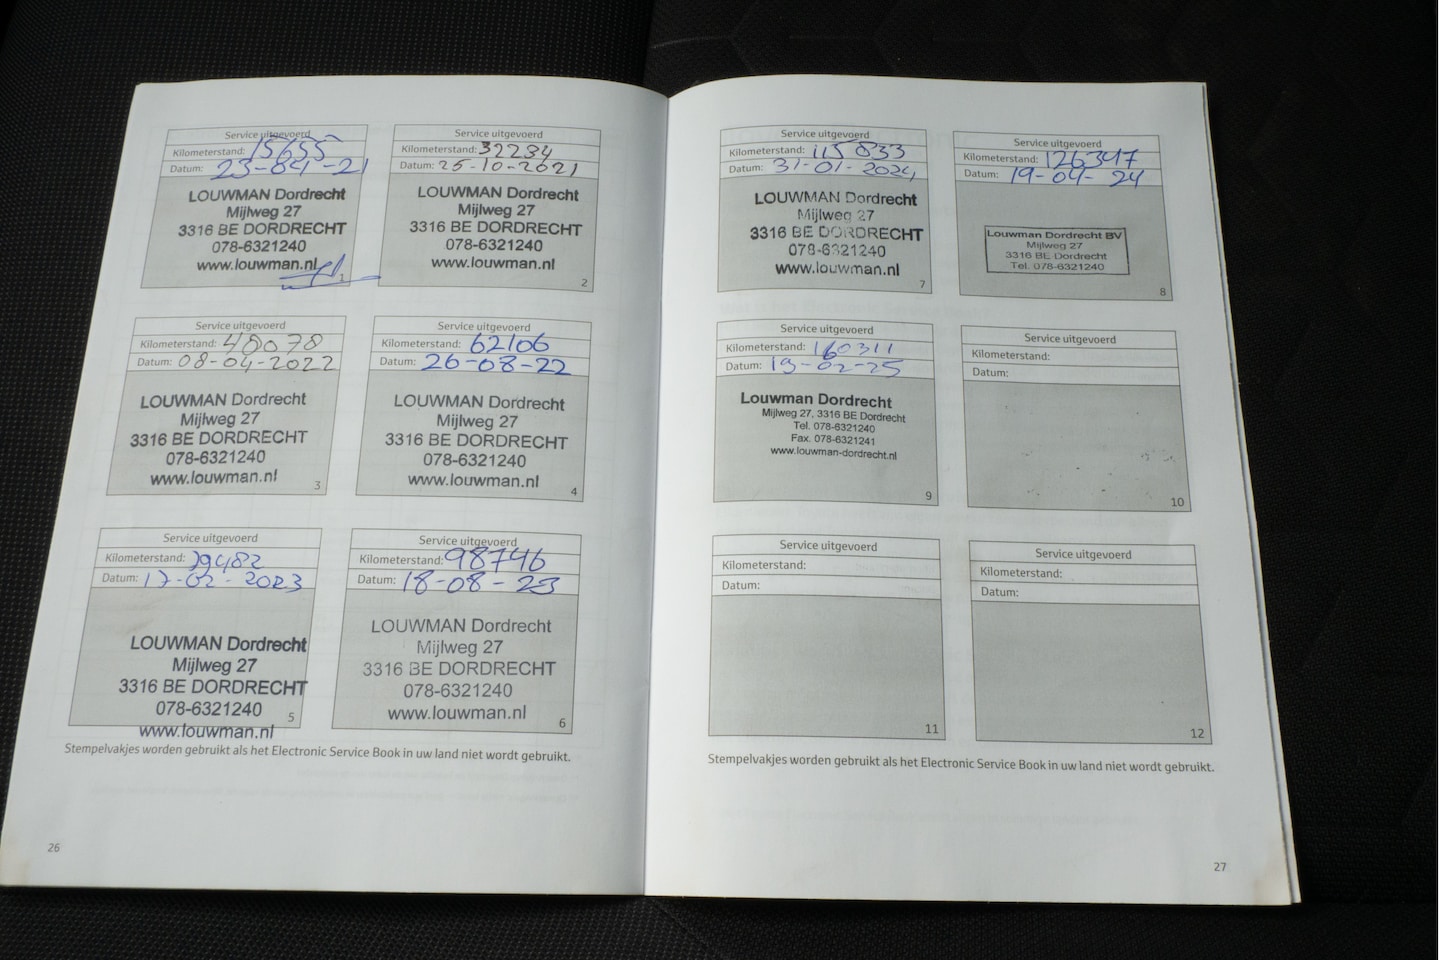 Service uitgevoerd
Kilometerstand: 15655
Datum: 23-04-21
LOUWMAN Dordrecht
Mijlweg 27
3316 BE DORDRECHT
078-6321240
www.louwman.nl
1
Service uitgevoerd
Kilometerstand: 32234
Datum: 25-10-2021
LOUWMAN Dordrecht
Mijlweg 27
3316 BE DORDRECHT
078-6321240
www.louwman.nl
2
Service uitgevoerd
Kilometerstand: 48078
Datum: 08-04-2022
LOUWMAN Dordrecht
Mijlweg 27
3316 BE DORDRECHT
078-6321240
www.louwman.nl
3
Service uitgevoerd
Kilometerstand: 62106
Datum: 26-08-22
LOUWMAN Dordrecht
Mijlweg 27
3316 BE DORDRECHT
078-6321240
www.louwman.nl
4
Service uitgevoerd
Kilometerstand: 79482
Datum: 17-02-2023
LOUWMAN Dordrecht
Mijlweg 27
3316 BE DORDRECHT
078-6321240
www.louwman.nl
5
Service uitgevoerd
Kilometerstand: 98746
Datum: 18-08-23
LOUWMAN Dordrecht
Mijlweg 27
3316 BE DORDRECHT
078-6321240
www.louwman.nl
6
Stempelvakjes worden gebruikt als het Electronic Service Book in uw land niet wordt gebruikt.
26
Service uitgevoerd
Kilometerstand: 115833
Datum: 31-01-2024
LOUWMAN Dordrecht
Mijlweg 27
3316 BE DORDRECHT
078-6321240
www.louwman.nl
7
Service uitgevoerd
Kilometerstand: 126347
Datum: 19-04-24
Louwman Dordrecht BV
Mijlweg 27
3316 BE Dordrecht
Tel. 078-6321240
8
Service uitgevoerd
Kilometerstand: 160311
Datum: 19-02-25
Louwman Dordrecht
Mijlweg 27, 3316 BE Dordrecht
Tel. 078-6321240
Fax. 078-6321241
www.louwman-dordrecht.nl
9
Service uitgevoerd
Kilometerstand:
Datum:
10
Service uitgevoerd
Kilometerstand:
Datum:
11
Service uitgevoerd
Kilometerstand:
Datum:
12
Stempelvakjes worden gebruikt als het Electronic Service Book in uw land niet wordt gebruikt.
27